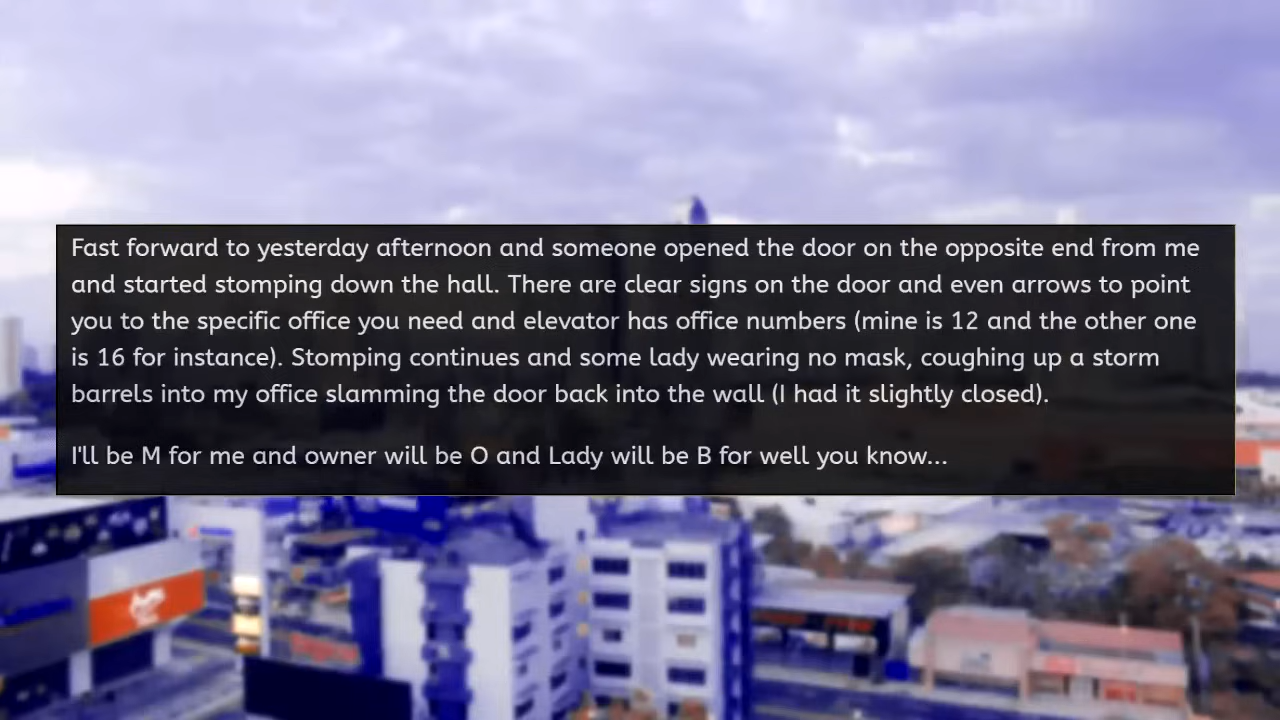 Fast forward to yesterday afternoon and someone opened the door on the opposite end from me
and started stomping down the hall. There are clear signs on the door and even arrows to point
you to the specific office you need and elevator has office numbers (mine is 12 and the other one
is 16 for instance). Stomping continues and some lady wearing no mask, coughing up a storm
barrels into my office slamming the door back into the wall (I had it slightly closed).
I'll be M for me and owner will be O and Lady will be B for well you know...